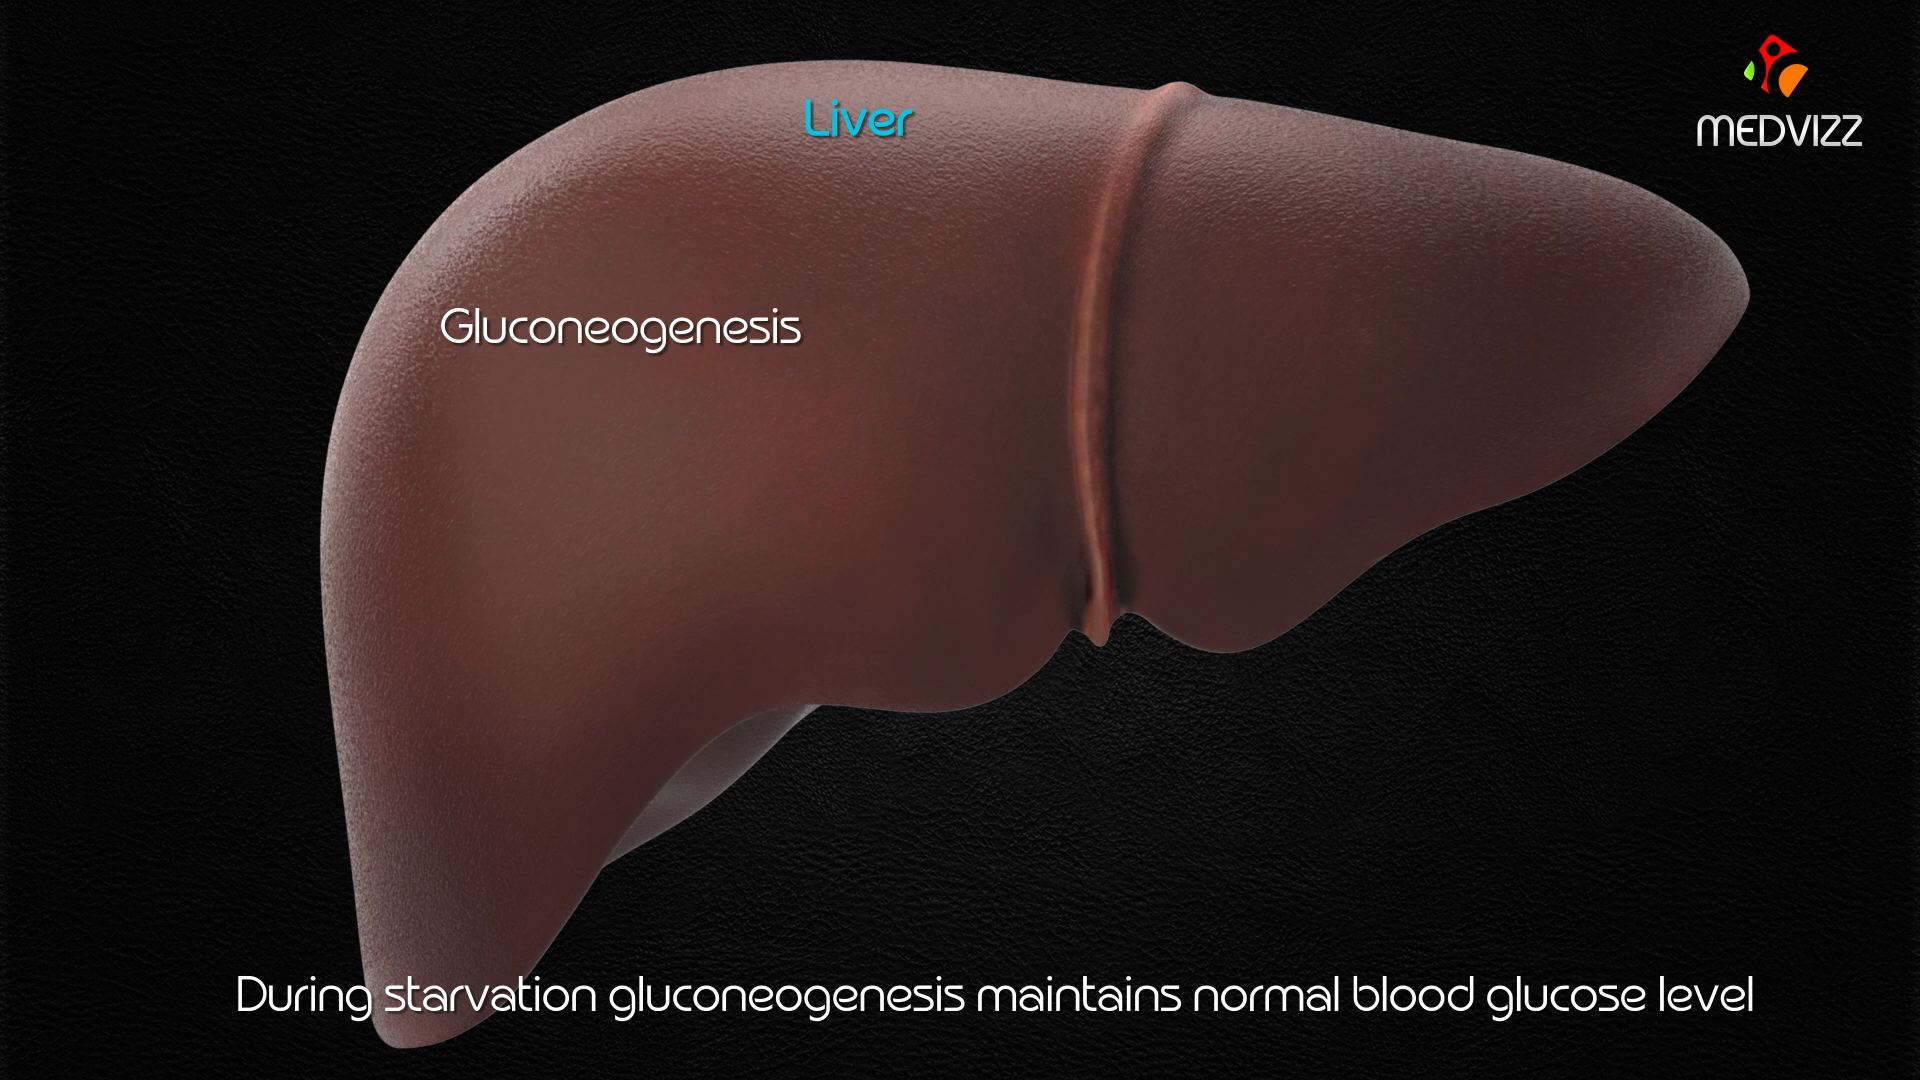 Liver
MEDVIZZ
Gluconeogenesis
During starvation gluconeogenesis maintains normal blood glucose level